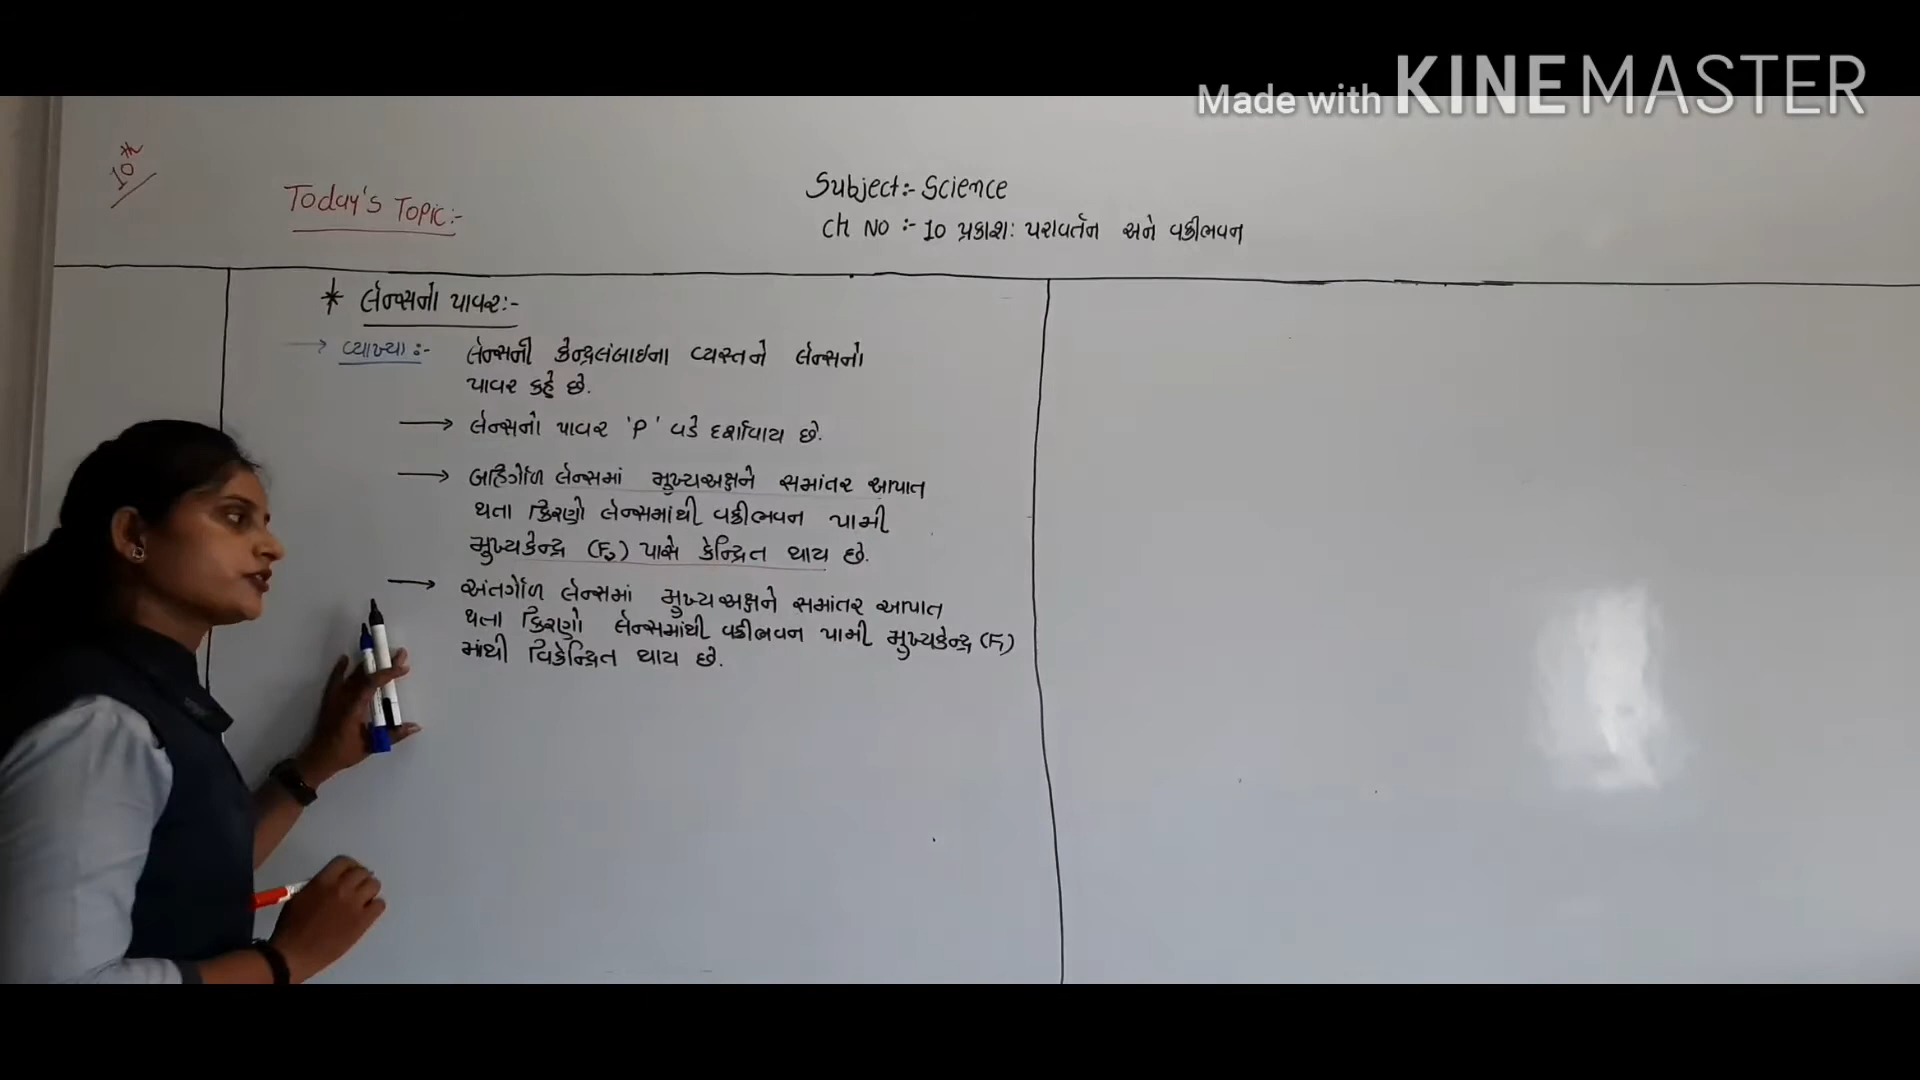 Made with KINEMASTER
10th
Today's Topic:-
Subject:- Science
CH NO :- 10 પ્રકાશ: પરાવર્તન અને વક્રીભવન
* લેન્સનો પાવર:-
→ વ્યાખ્યા :- લેન્સની કેન્દ્રલંબાઇના વ્યસ્તને લેન્સનો
પાવર કહે છે.
→ લેન્સનો પાવર 'P' વડે દર્શાવાય છે.
→ બહિર્ગોળ લેન્સમાં મુખ્યઅક્ષને સમાંતર આપાત
થતા કિરણો લેન્સમાંથી વક્રીભવન પામી
મુખ્યકેન્દ્ર (F₂) પાસે કેન્દ્રિત થાય છે.
→ અંતર્ગોળ લેન્સમાં મુખ્યઅક્ષને સમાંતર આપાત
થતા કિરણો લેન્સમાંથી વક્રીભવન પામી મુખ્યકેન્દ્ર (F₁)
માંથી વિકેન્દ્રિત થાય છે.